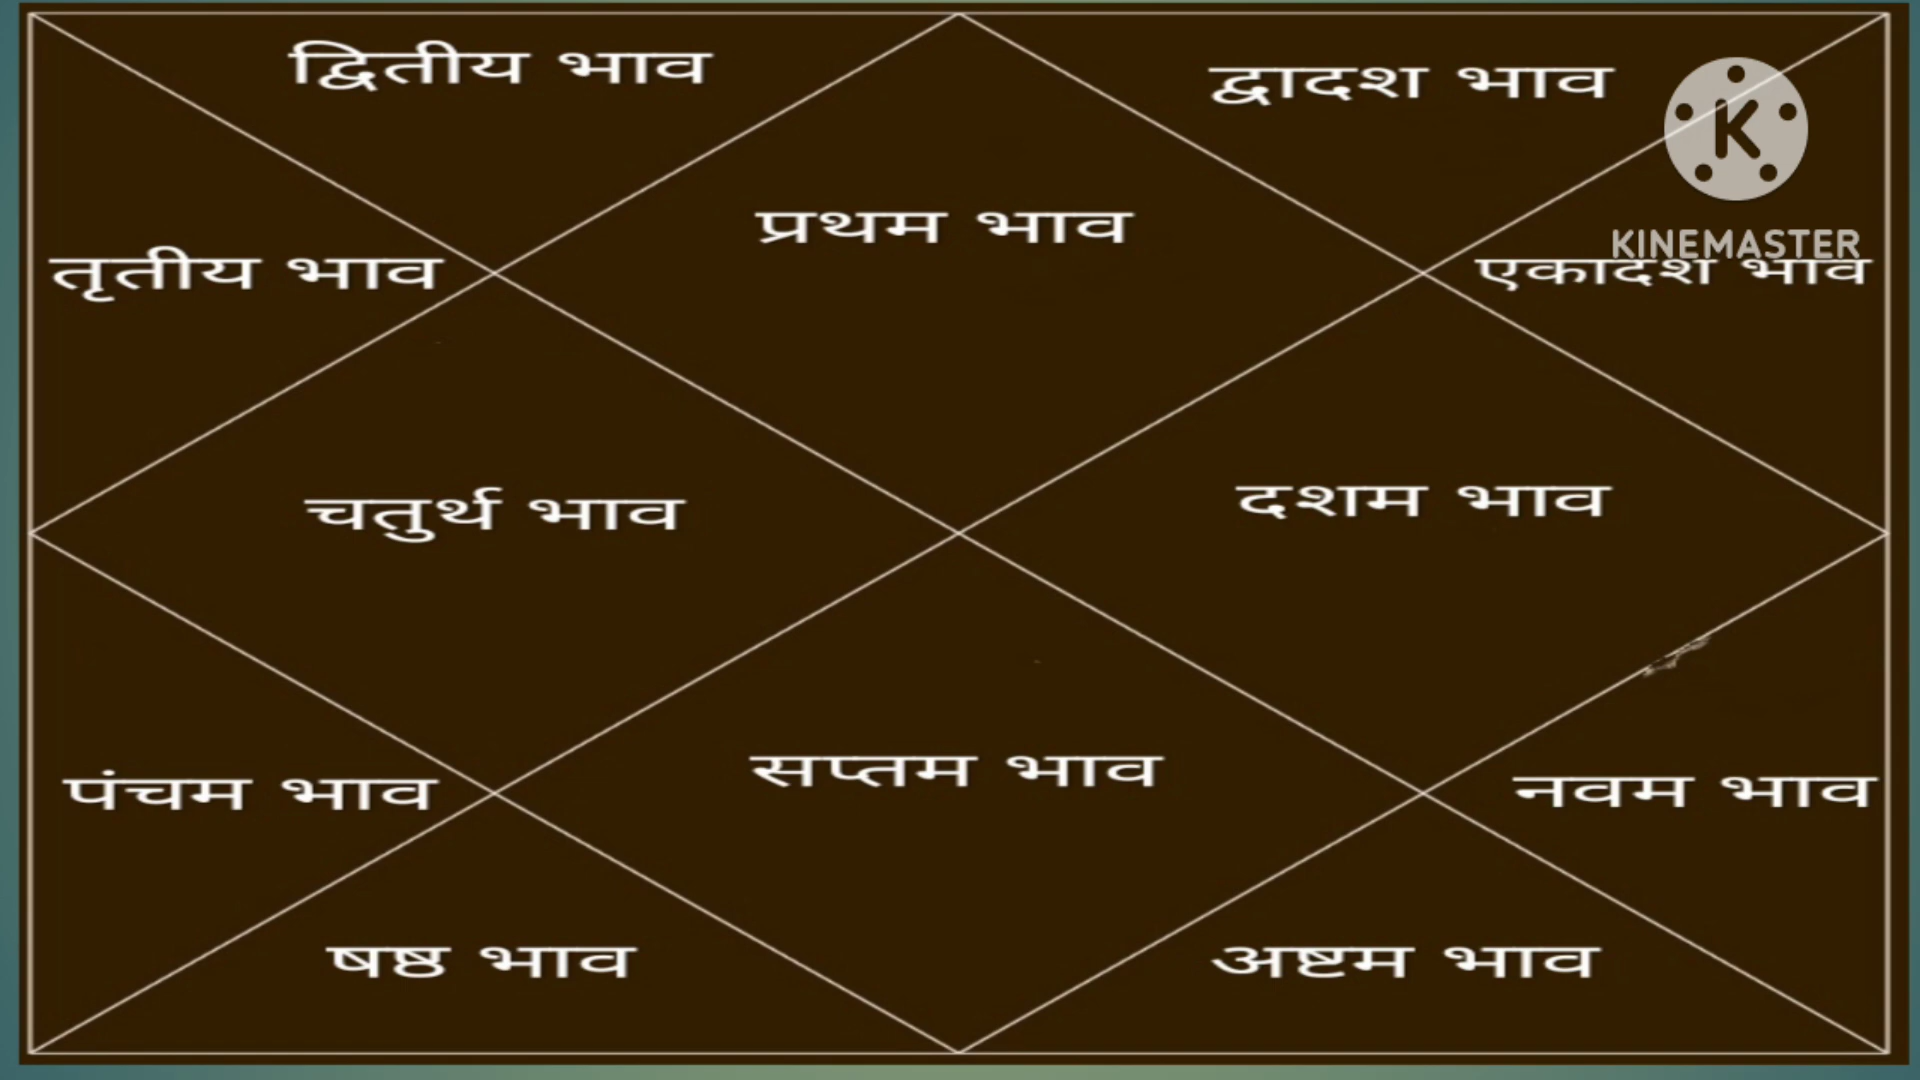 द्वितीय भाव
द्वादश भाव
प्रथम भाव
KINEMASTER
तृतीय भाव
एकादश भाव
चतुर्थ भाव
दशम भाव
पंचम भाव
सप्तम भाव
नवम भाव
षष्ठ भाव
अष्टम भाव